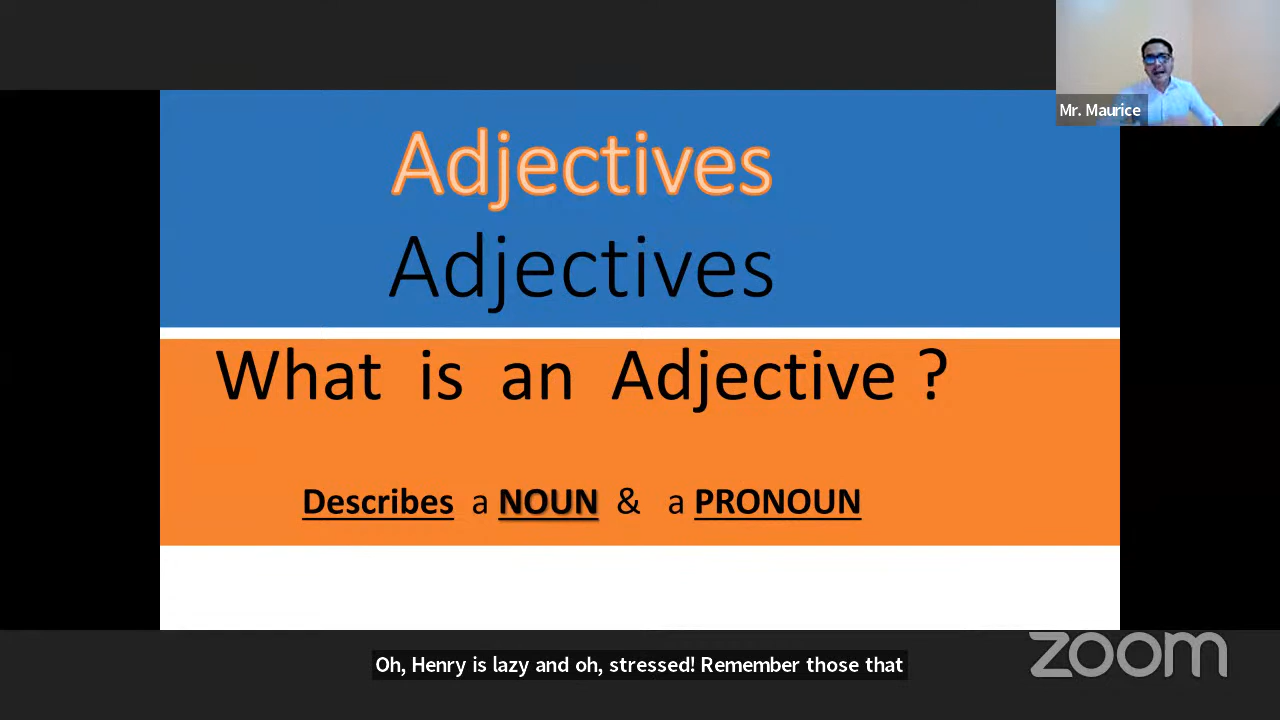 Mr. Maurice
Adjectives
Adjectives
What is an Adjective ?
Describes a NOUN & a PRONOUN
Oh, Henry is lazy and oh, stressed! Remember those that
zoom